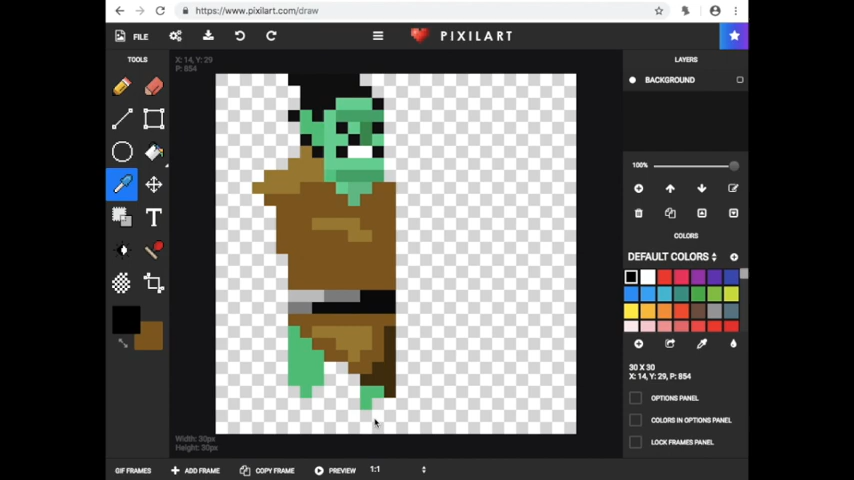 https://www.pixilart.com/draw
FILE
PIXILART
TOOLS
X: 14, Y: 29
P: 854
LAYERS
BACKGROUND
100%
COLORS
DEFAULT COLORS
30 X 30
X: 14, Y: 29, P: 854
OPTIONS PANEL
COLORS IN OPTIONS PANEL
LOCK FRAMES PANEL
Width: 30px
Height: 30px
GIF FRAMES
ADD FRAME
COPY FRAME
PREVIEW
1:1
T